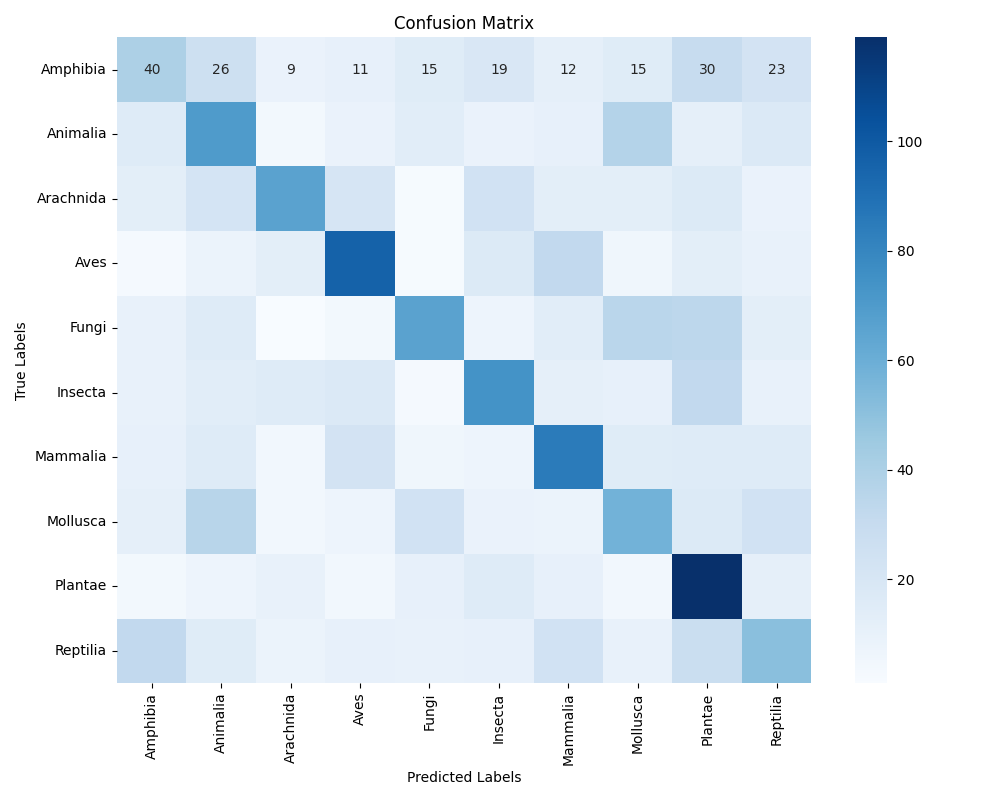 Confusion Matrix
True Labels
Amphibia 40 26 9 11 15 19 12 15 30 23
Animalia
Arachnida
Aves
Fungi
Insecta
Mammalia
Mollusca
Plantae
Reptilia
Amphibia Animalia Arachnida Aves Fungi Insecta Mammalia Mollusca Plantae Reptilia
Predicted Labels
100
80
60
40
20